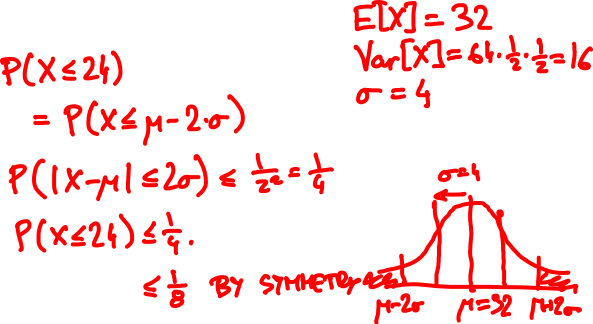 E[X] = 32
Var[X] = 64·½·½ = 16
σ = 4
P(X ≤ 24)
= P(X ≤ μ - 2·σ)
P(|X-μ| ≤ 2σ) ≤ 1/2² = 1/4
P(X ≤ 24) ≤ 1/4.
≤ 1/8 BY SYMMETRY
σ=4
μ-2σ μ=32 μ+2σ